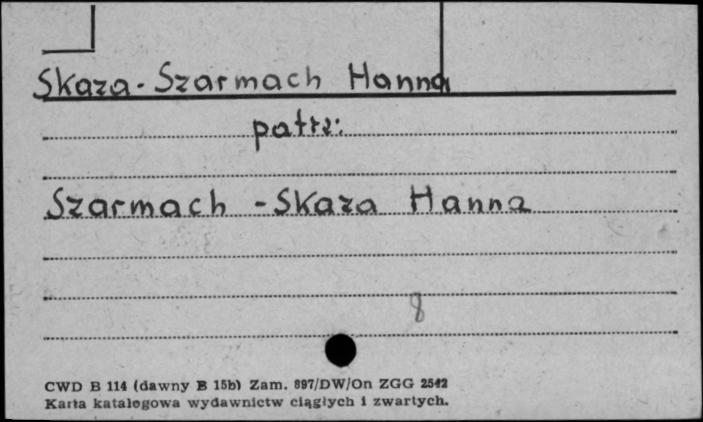 Skaza-Szarmach Hanna
patrz:
Szarmach - Skaza Hanna
8
CWD B 114 (dawny B 15b) Zam. 897/DW/On ZGG 2542
Karta katalogowa wydawnictw ciągłych i zwartych.